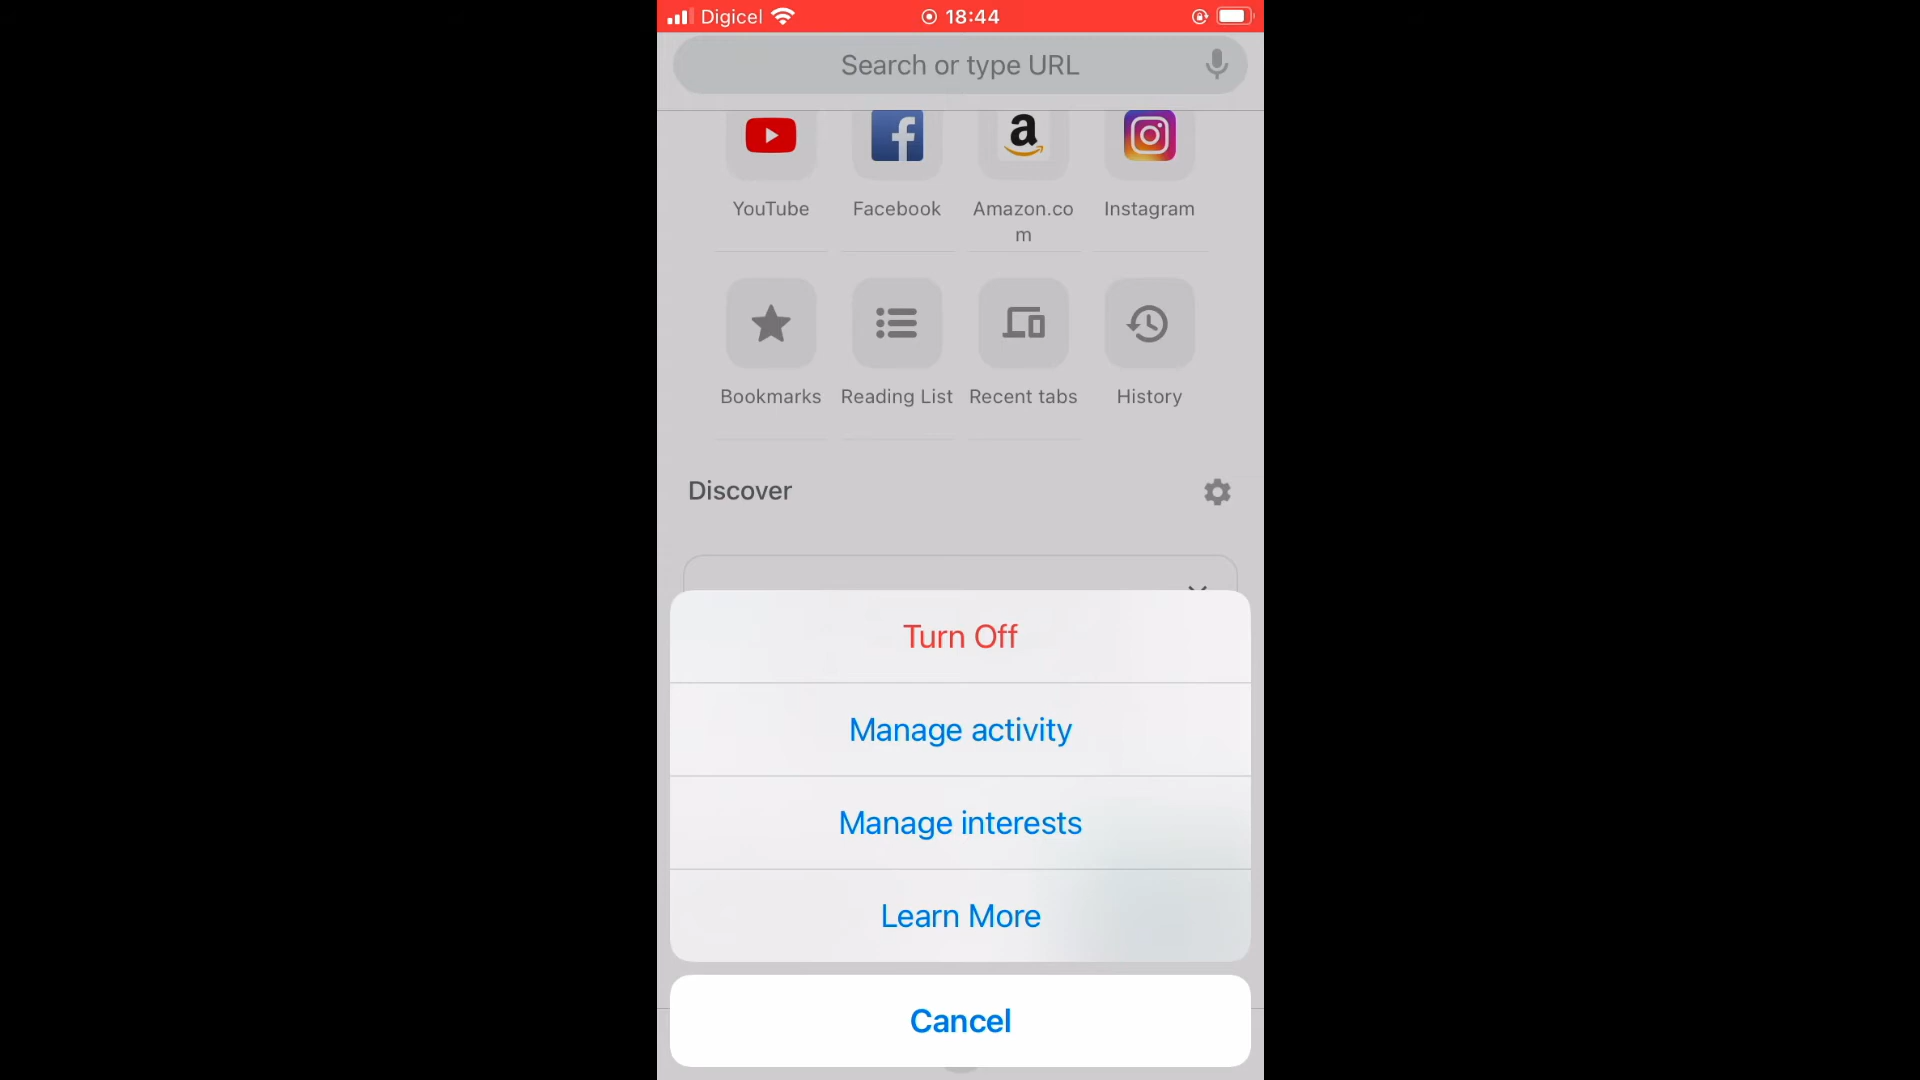 Digicel 18:44
Search or type URL
YouTube Facebook Amazon.co
m Instagram
Bookmarks Reading List Recent tabs History
Discover
Turn Off
Manage activity
Manage interests
Learn More
Cancel